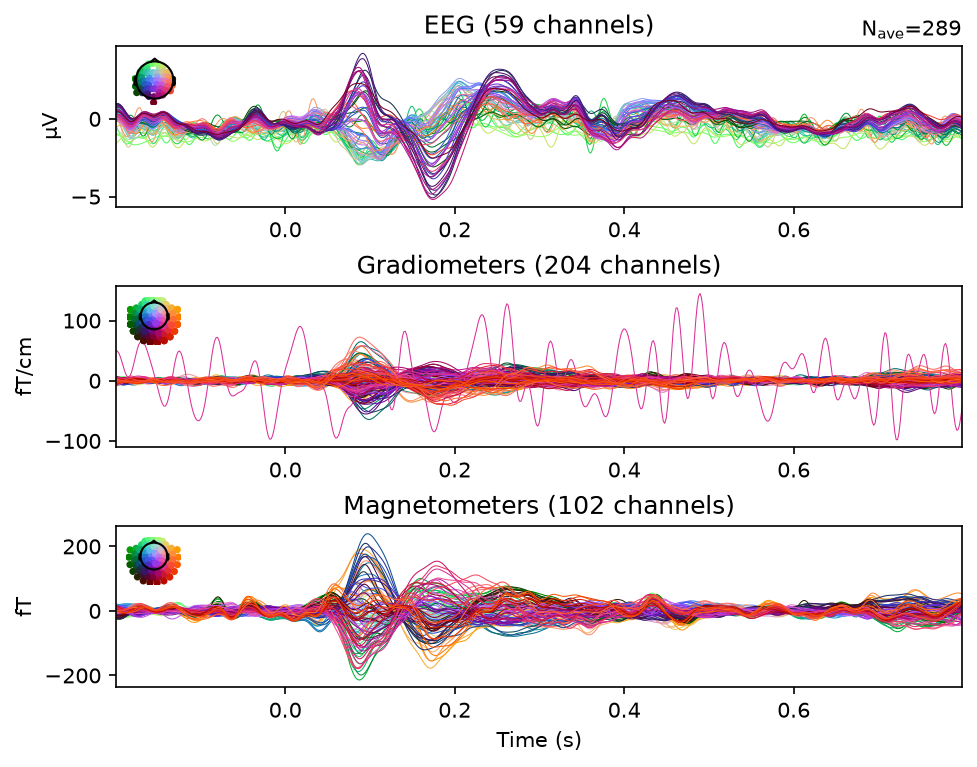 EEG (59 channels)
Nave=289
µV
0
−5
0.0 0.2 0.4 0.6
Gradiometers (204 channels)
fT/cm
100
0
−100
0.0 0.2 0.4 0.6
Magnetometers (102 channels)
fT
200
0
−200
0.0 0.2 0.4 0.6
Time (s)